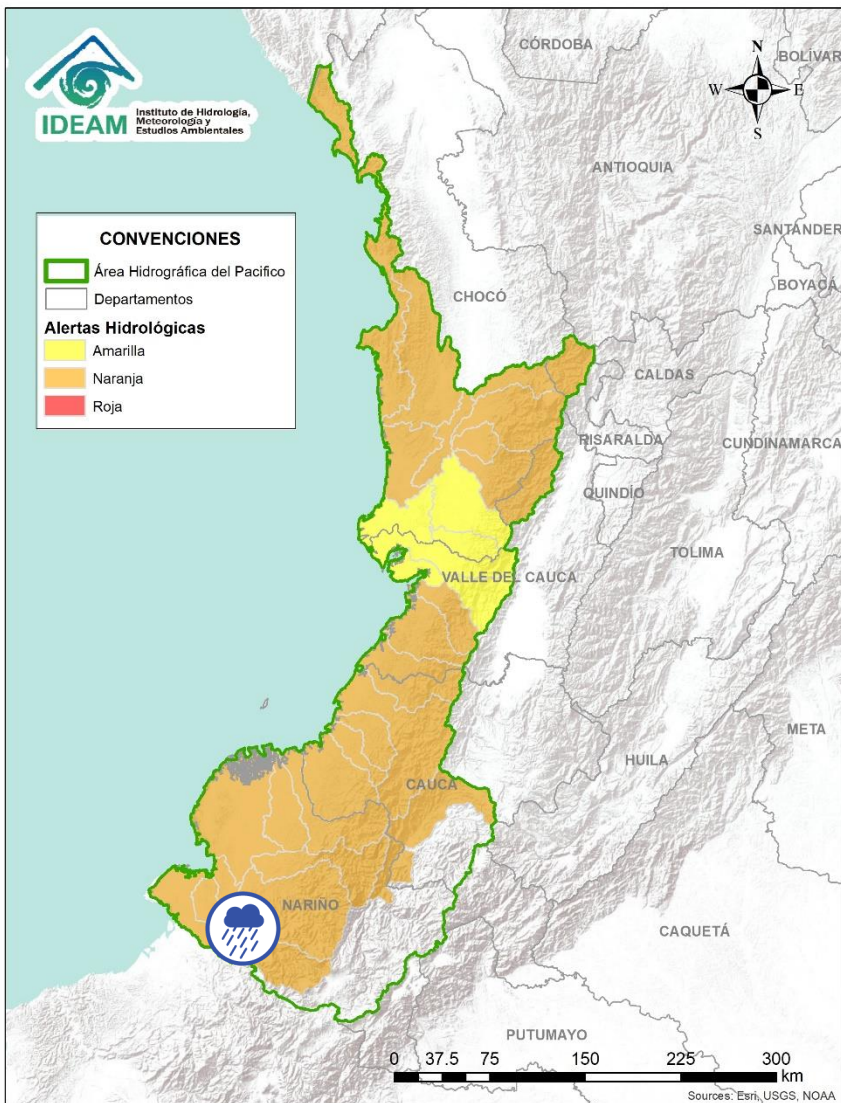 IDEAM
Instituto de Hidrología,
Meteorología y
Estudios Ambientales
CÓRDOBA
BOLÍVAR
N
W
E
S
ANTIOQUIA
SANTANDER
BOYACÁ
CONVENCIONES
Área Hidrográfica del Pacifico
Departamentos
Alertas Hidrológicas
Amarilla
Naranja
Roja
CHOCÓ
CALDAS
RISARALDA
CUNDINAMARCA
QUINDÍO
TOLIMA
VALLE DEL CAUCA
META
HUILA
CAUCA
NARIÑO
CAQUETÁ
PUTUMAYO
0 37.5 75 150 225 300
km
Sources: Esri, USGS, NOAA